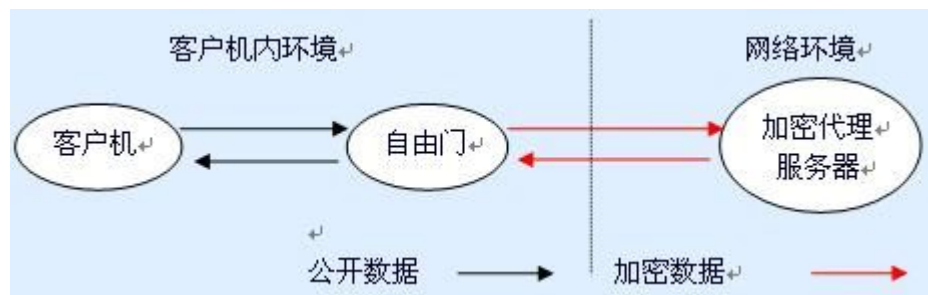 客户机内环境
网络环境
客户机
自由门
加密代理
服务器
公开数据
加密数据